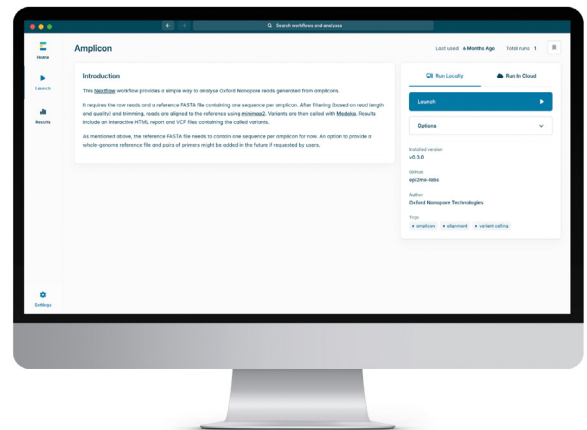 Search workflows and analyses
Home
Launch
Results
Settings
Amplicon
Last used 6 Months Ago Total runs 1
Introduction
This Nextflow workflow provides a simple way to analyse Oxford Nanopore reads generated from amplicons.
It requires the raw reads and a reference FASTA file containing one sequence per amplicon. After filtering (based on read length
and quality) and trimming, reads are aligned to the reference using minimap2. Variants are then called with Medaka. Results
include an interactive HTML report and VCF files containing the called variants.
As mentioned above, the reference FASTA file needs to contain one sequence per amplicon for now. An option to provide a
whole-genome reference file and pairs of primers might be added in the future if requested by users.
Run Locally Run In Cloud
Launch
Options
Installed version
v0.3.0
GitHub
epi2me-labs
Author
Oxford Nanopore Technologies
Tags
amplicon alignment variant calling